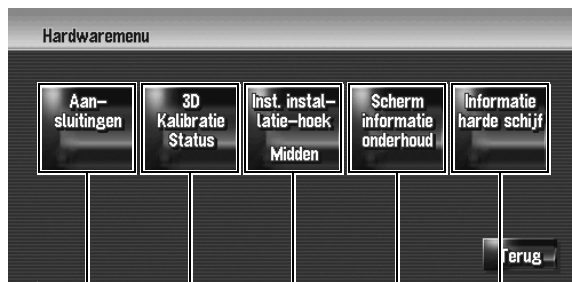 Hardwaremenu
Aan-
sluitingen
3D
Kalibratie
Status
Inst. instal-
latie-hoek
Midden
Scherm
informatie
onderhoud
Informatie
harde schijf
Terug